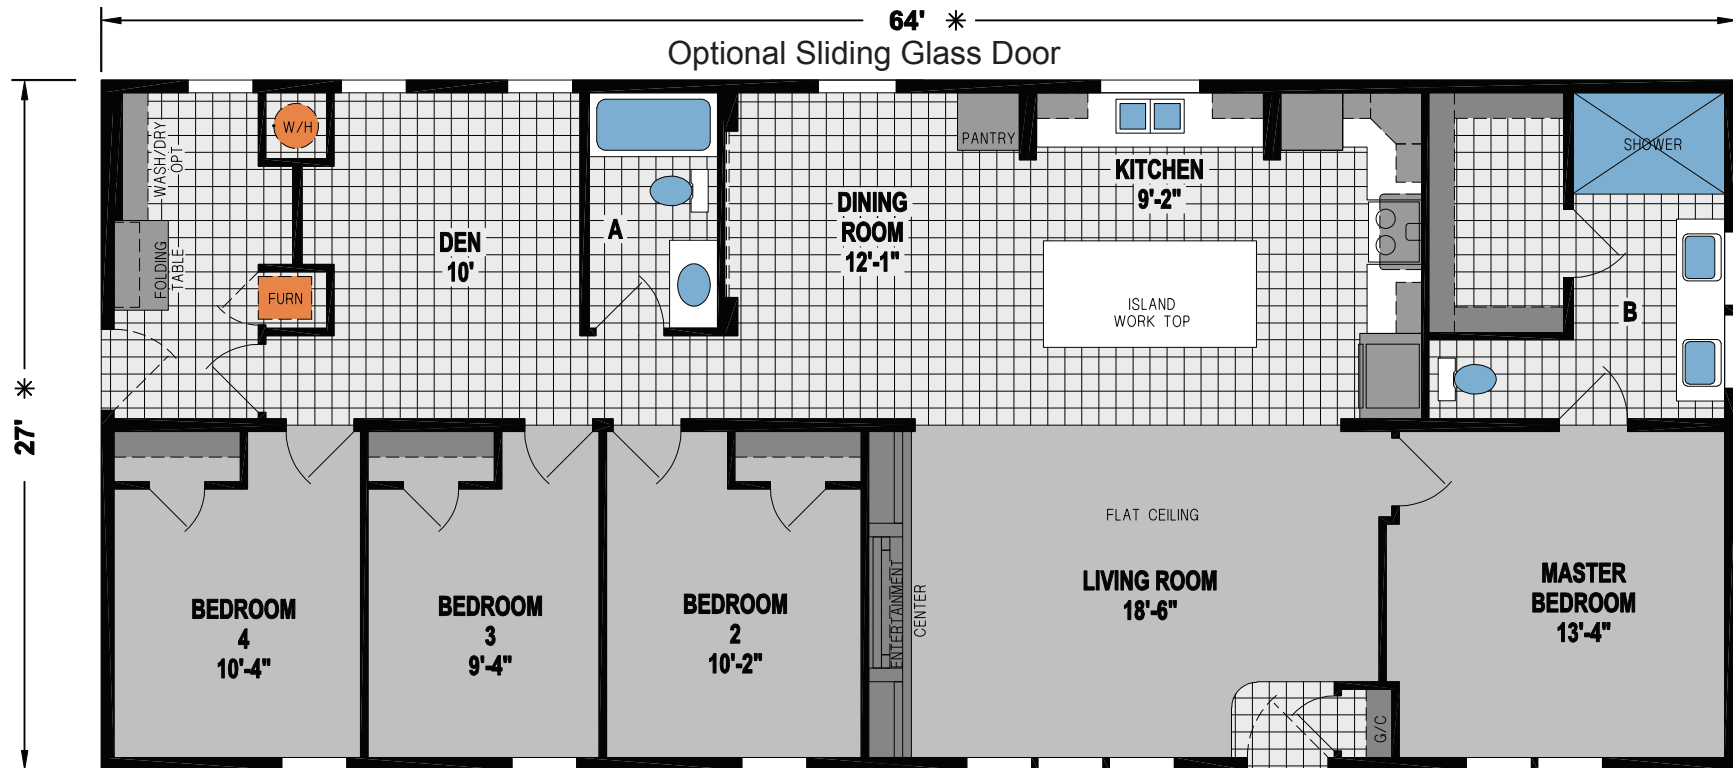 64' ✳
Optional Sliding Glass Door
27' ✳
W/H
WASH/DRY
OPT
FOLDING
TABLE
FURN
DEN
10'
A
DINING
ROOM
12'-1"
PANTRY
KITCHEN
9'-2"
ISLAND
WORK TOP
SHOWER
B
BEDROOM
4
10'-4"
BEDROOM
3
9'-4"
BEDROOM
2
10'-2"
ENTERTAINMENT
CENTER
FLAT CEILING
LIVING ROOM
18'-6"
G/C
MASTER
BEDROOM
13'-4"